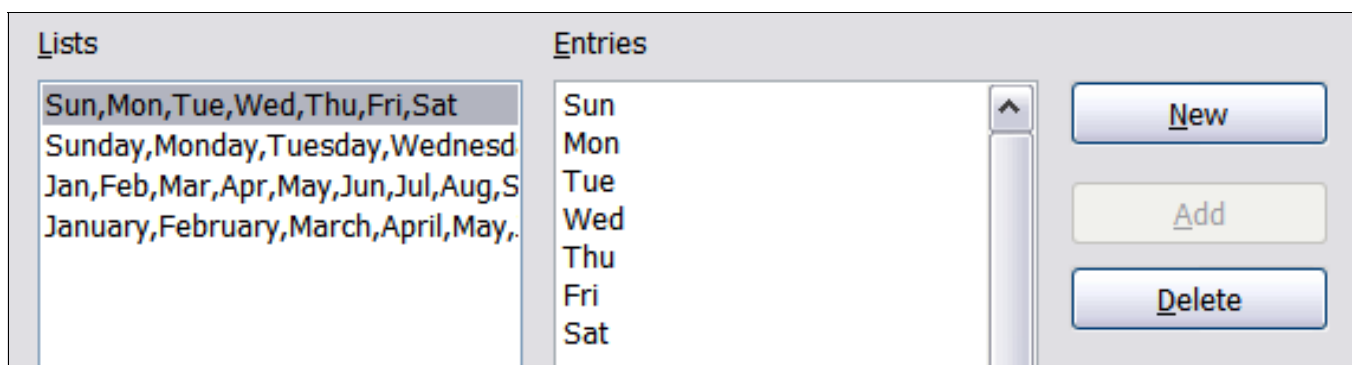 Lists
Sun,Mon,Tue,Wed,Thu,Fri,Sat
Sunday,Monday,Tuesday,Wednesd
Jan,Feb,Mar,Apr,May,Jun,Jul,Aug,S
January,February,March,April,May,.
Entries
Sun
Mon
Tue
Wed
Thu
Fri
Sat
New
Add
Delete